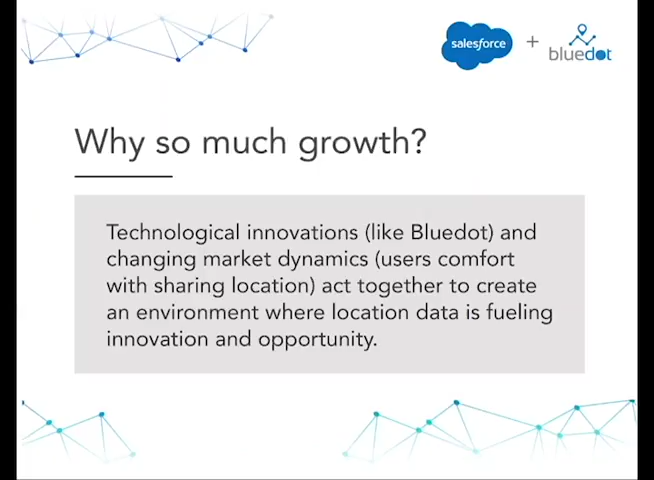 salesforce + bluedot
Why so much growth?
Technological innovations (like Bluedot) and
changing market dynamics (users comfort
with sharing location) act together to create
an environment where location data is fueling
innovation and opportunity.